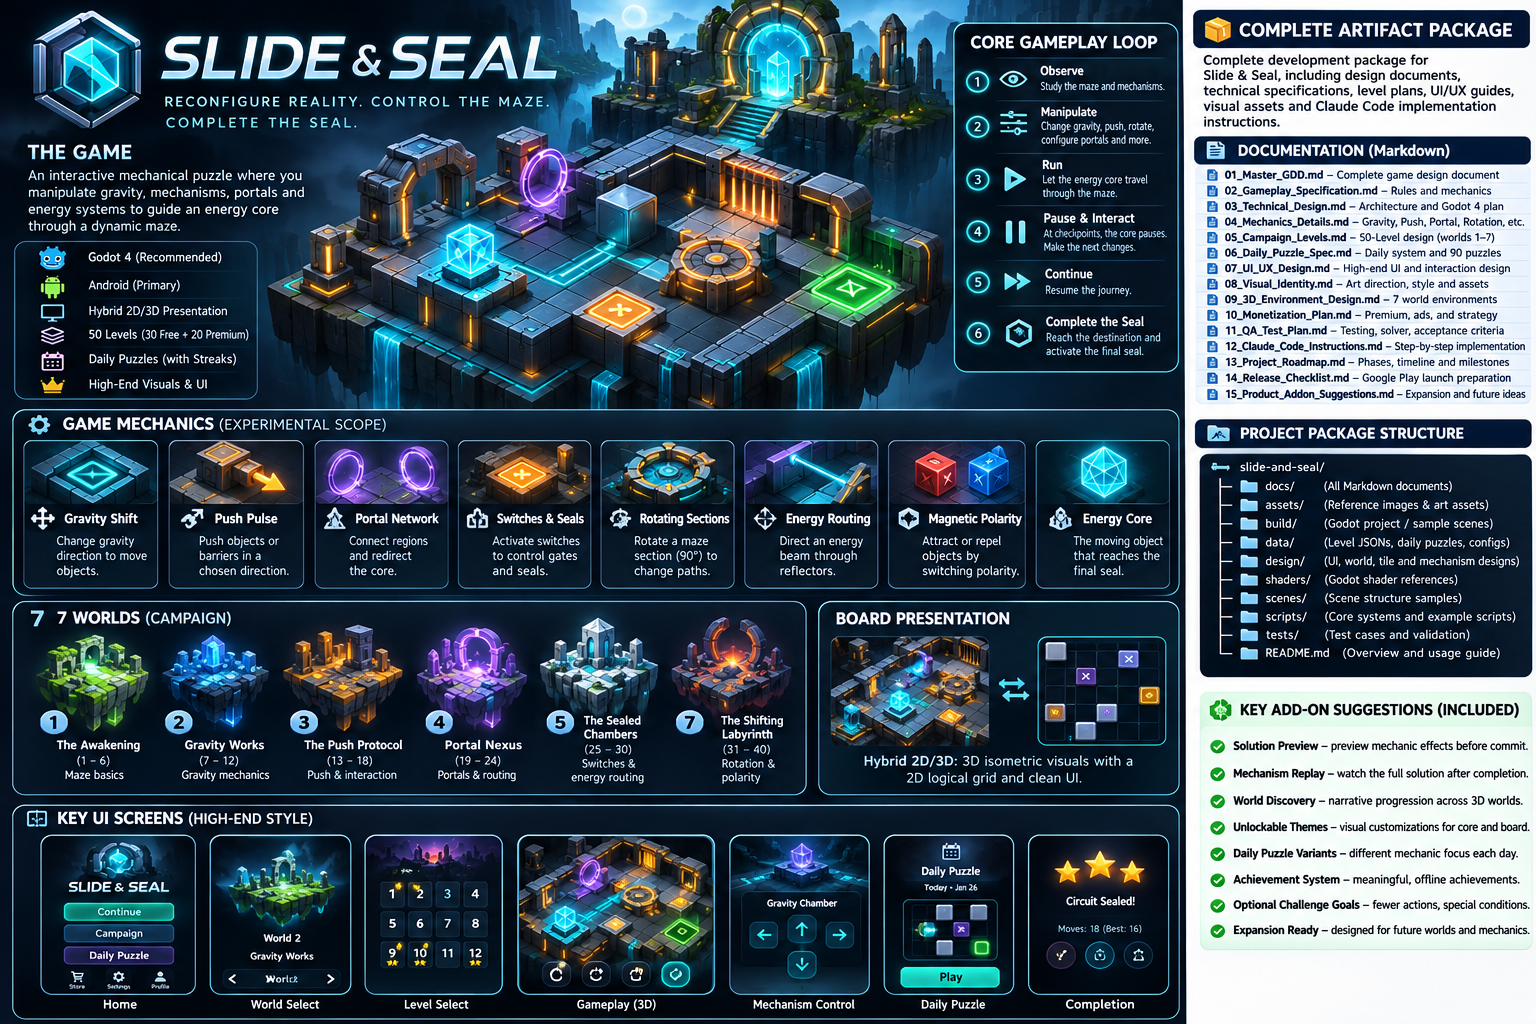 SLIDE & SEAL
RECONFIGURE REALITY. CONTROL THE MAZE.
COMPLETE THE SEAL.
THE GAME
An interactive mechanical puzzle where you
manipulate gravity, mechanisms, portals and
energy systems to guide an energy core
through a dynamic maze.
Godot 4 (Recommended)
Android (Primary)
Hybrid 2D/3D Presentation
50 Levels (30 Free + 20 Premium)
Daily Puzzles (with Streaks)
High-End Visuals & UI
CORE GAMEPLAY LOOP
1
Observe
Study the maze and mechanisms.
2
Manipulate
Change gravity, push, rotate,
configure portals and more.
3
Run
Let the energy core travel
through the maze.
4
Pause & Interact
At checkpoints, the core pauses.
Make the next changes.
5
Continue
Resume the journey.
6
Complete the Seal
Reach the destination and
activate the final seal.
GAME MECHANICS (EXPERIMENTAL SCOPE)
Gravity Shift
Change gravity
direction to move
objects.
Push Pulse
Push objects or
barriers in a
chosen direction.
Portal Network
Connect regions
and redirect
the core.
Switches & Seals
Activate switches
to control gates
and seals.
Rotating Sections
Rotate a maze
section (90°) to
change paths.
Energy Routing
Direct an energy
beam through
reflectors.
Magnetic Polarity
Attract or repel
objects by
switching polarity.
Energy Core
The moving object
that reaches the
final seal.
7 7 WORLDS (CAMPAIGN)
1
The Awakening
(1 – 6)
Maze basics
2
Gravity Works
(7 – 12)
Gravity mechanics
3
The Push Protocol
(13 – 18)
Push & interaction
4
Portal Nexus
(19 – 24)
Portals & routing
5
The Sealed
Chambers
(25 – 30)
Switches &
energy routing
7
The Shifting
Labyrinth
(31 – 40)
Rotation &
polarity
BOARD PRESENTATION
Hybrid 2D/3D: 3D isometric visuals with a
2D logical grid and clean UI.
KEY UI SCREENS (HIGH-END STYLE)
SLIDE & SEAL
Continue
Campaign
Daily Puzzle
Store Settings Profile
Home
World 2
Gravity Works
< World2 >
World Select
1 2 3 4
5 6 7 8
9 10 11 12
Level Select
Gameplay (3D)
Gravity Chamber
Mechanism Control
Daily Puzzle
Today • Jan 26
Play
Daily Puzzle
Circuit Sealed!
Moves: 18 (Best: 16)
Completion
COMPLETE ARTIFACT PACKAGE
Complete development package for
Slide & Seal, including design documents,
technical specifications, level plans, UI/UX guides,
visual assets and Claude Code implementation
instructions.
DOCUMENTATION (Markdown)
01_Master_GDD.md – Complete game design document
02_Gameplay_Specification.md – Rules and mechanics
03_Technical_Design.md – Architecture and Godot 4 plan
04_Mechanics_Details.md – Gravity, Push, Portal, Rotation, etc.
05_Campaign_Levels.md – 50-Level design (worlds 1–7)
06_Daily_Puzzle_Spec.md – Daily system and 90 puzzles
07_UI_UX_Design.md – High-end UI and interaction design
08_Visual_Identity.md – Art direction, style and assets
09_3D_Environment_Design.md – 7 world environments
10_Monetization_Plan.md – Premium, ads, and strategy
11_QA_Test_Plan.md – Testing, solver, acceptance criteria
12_Claude_Code_Instructions.md – Step-by-step implementation
13_Project_Roadmap.md – Phases, timeline and milestones
14_Release_Checklist.md – Google Play launch preparation
15_Product_Addon_Suggestions.md – Expansion and future ideas
PROJECT PACKAGE STRUCTURE
slide-and-seal/
docs/ (All Markdown documents)
assets/ (Reference images & art assets)
build/ (Godot project / sample scenes)
data/ (Level JSONs, daily puzzles, configs)
design/ (UI, world, tile and mechanism designs)
shaders/ (Godot shader references)
scenes/ (Scene structure samples)
scripts/ (Core systems and example scripts)
tests/ (Test cases and validation)
README.md (Overview and usage guide)
KEY ADD-ON SUGGESTIONS (INCLUDED)
Solution Preview – preview mechanic effects before commit.
Mechanism Replay – watch the full solution after completion.
World Discovery – narrative progression across 3D worlds.
Unlockable Themes – visual customizations for core and board.
Daily Puzzle Variants – different mechanic focus each day.
Achievement System – meaningful, offline achievements.
Optional Challenge Goals – fewer actions, special conditions.
Expansion Ready – designed for future worlds and mechanics.